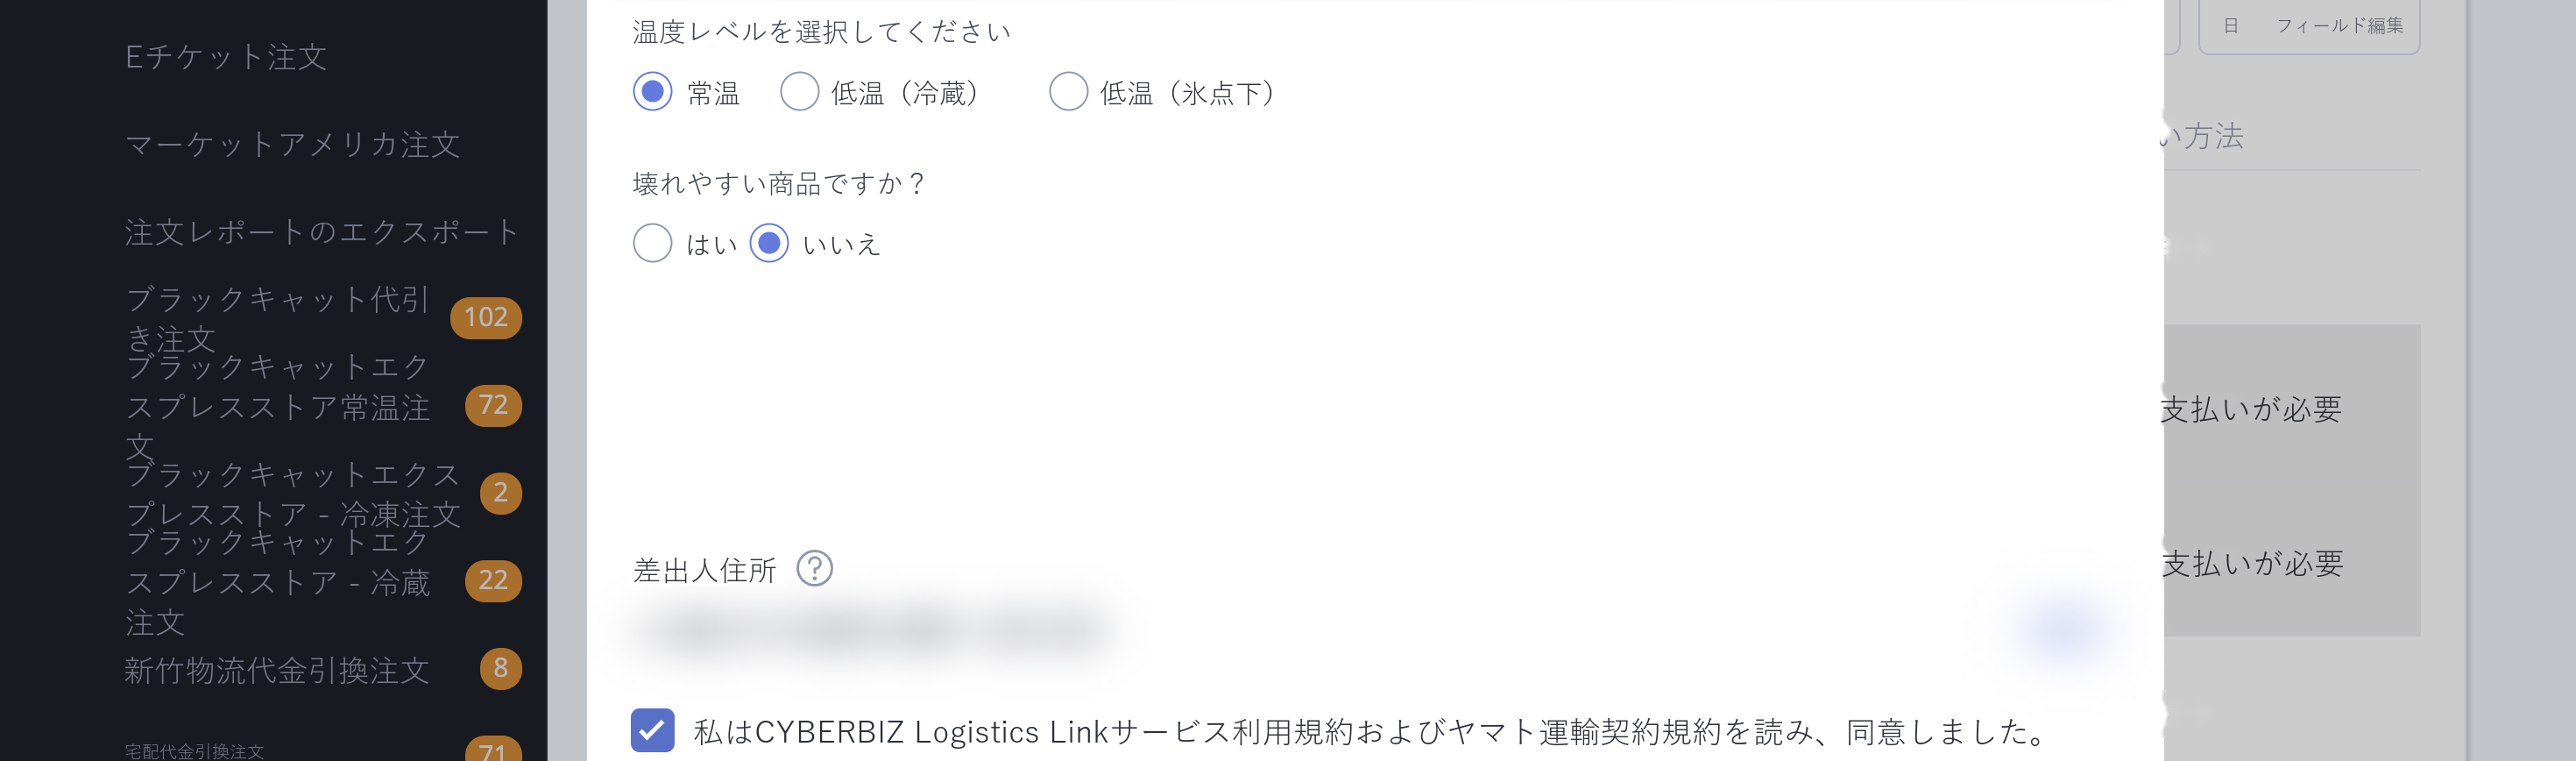 Eチケット注文
マーケットアメリカ注文
注文レポートのエクスポート
ブラックキャット代引
き注文
102
ブラックキャットエク
スプレスストア常温注
文
72
ブラックキャットエクス
プレスストア - 冷凍注文
2
ブラックキャットエク
スプレスストア - 冷蔵
注文
22
新竹物流代金引換注文
8
宅配代金引換注文
71
温度レベルを選択してください
常温
低温（冷蔵）
低温（氷点下）
壊れやすい商品ですか？
はい
いいえ
差出人住所
?
私はCYBERBIZ Logistics Linkサービス利用規約およびヤマト運輸契約規約を読み、同意しました。
日 フィールド編集
い方法
支払いが必要
支払いが必要